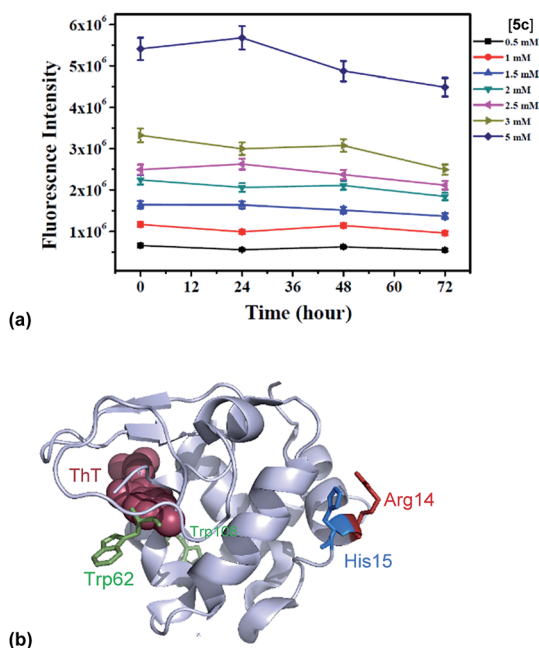 [5c]
6x10⁶
5x10⁶
4x10⁶
3x10⁶
2x10⁶
1x10⁶
Fluorescence Intensity
0.5 mM
1 mM
1.5 mM
2 mM
2.5 mM
3 mM
5 mM
0 12 24 36 48 60 72
Time (hour)
(a)
ThT
Trp108
Trp62
Arg14
His15
(b)